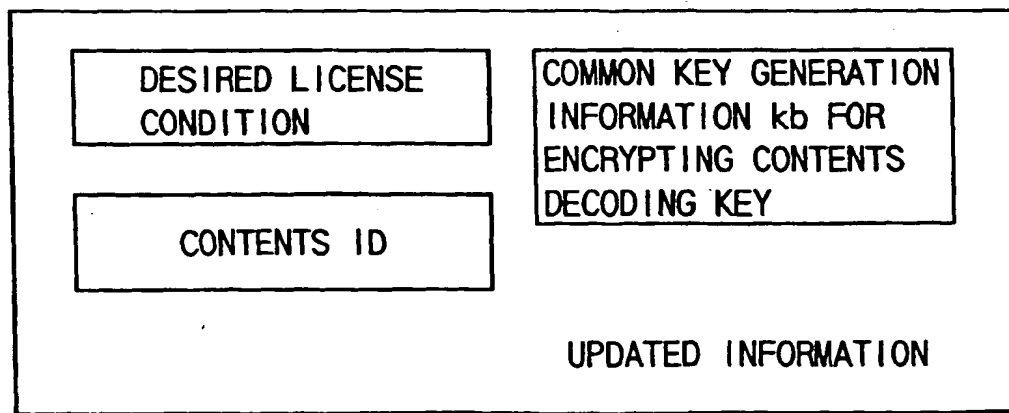 DESIRED LICENSE
CONDITION
CONTENTS ID
COMMON KEY GENERATION
INFORMATION kb FOR
ENCRYPTING CONTENTS
DECODING KEY
UPDATED INFORMATION